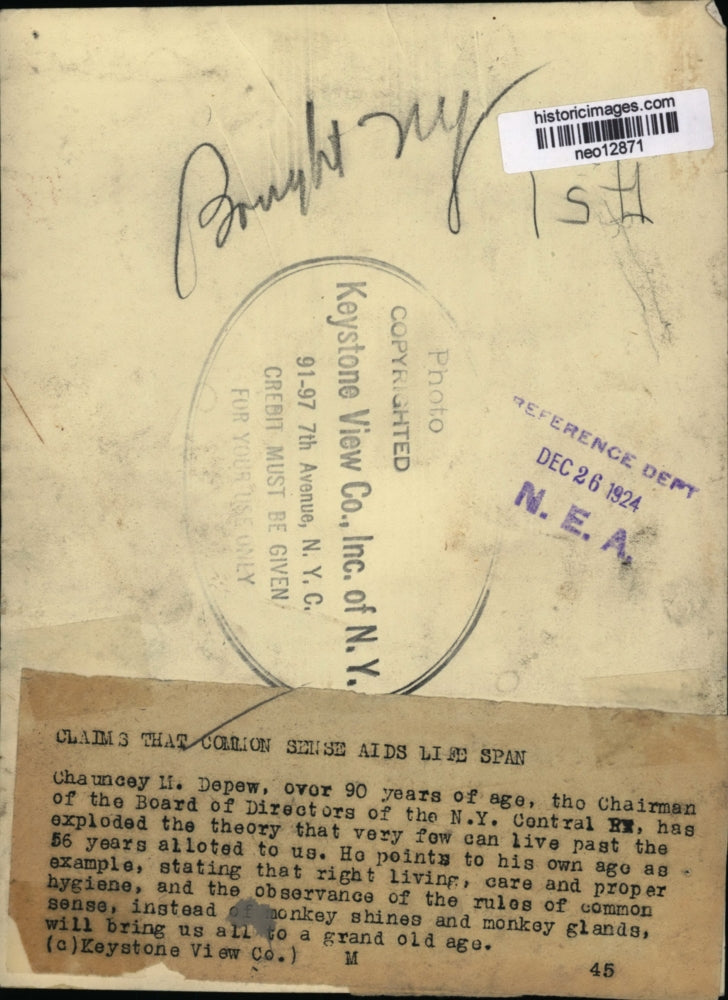 historicimages.com
neo12871
Bought NY
Photo
COPYRIGHTED
Keystone View Co., Inc. of N. Y.
91-97 7th Avenue, N. Y. C.
CREDIT MUST BE GIVEN
FOR YOUR USE ONLY
REFERENCE DEPT
DEC 26 1924
N. E. A.
CLAIMS THAT COMMON SENSE AIDS LIFE SPAN
Chauncey M. Depew, over 90 years of age, the Chairman
of the Board of Directors of the N.Y. Central RR, has
exploded the theory that very few can live past the
56 years alloted to us. He points to his own age as
example, stating that right living, care and proper
hygiene, and the observance of the rules of common
sense, instead of monkey shines and monkey glands,
will bring us all to a grand old age.
(c)Keystone View Co.) M
45